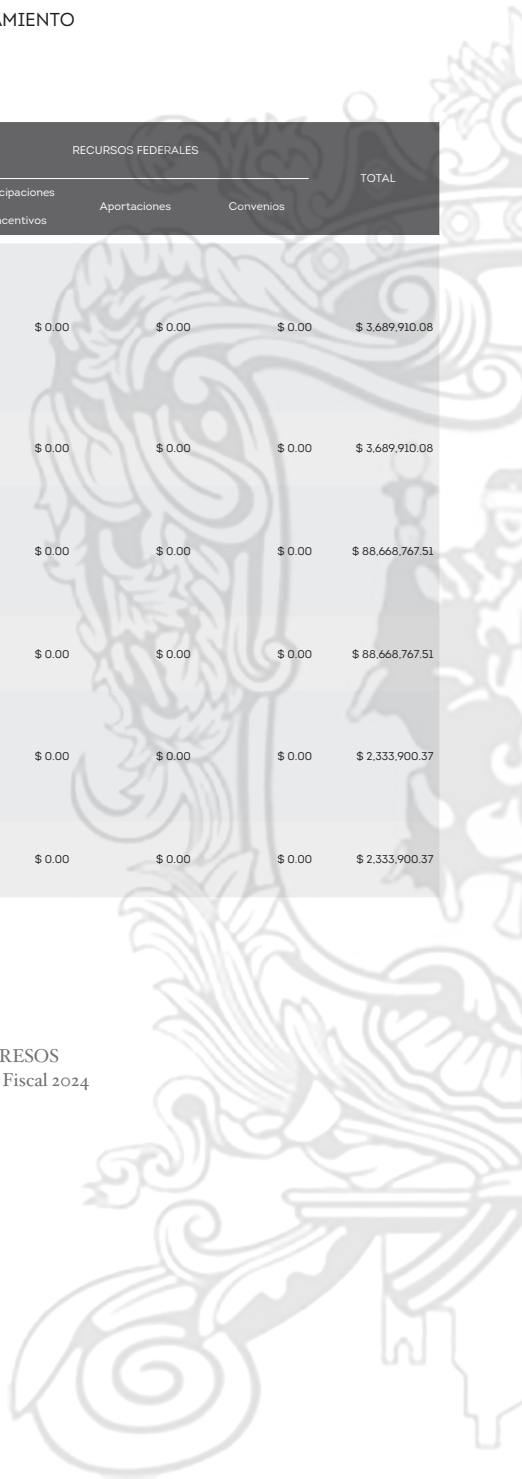 AMIENTO
RECURSOS FEDERALES
TOTAL
cipaciones
ncentivos
Aportaciones
Convenios
$ 0.00 $ 0.00 $ 0.00 $ 3,689,910.08
$ 0.00 $ 0.00 $ 0.00 $ 3,689,910.08
$ 0.00 $ 0.00 $ 0.00 $ 88,668,767.51
$ 0.00 $ 0.00 $ 0.00 $ 88,668,767.51
$ 0.00 $ 0.00 $ 0.00 $ 2,333,900.37
$ 0.00 $ 0.00 $ 0.00 $ 2,333,900.37
RESOS
Fiscal 2024